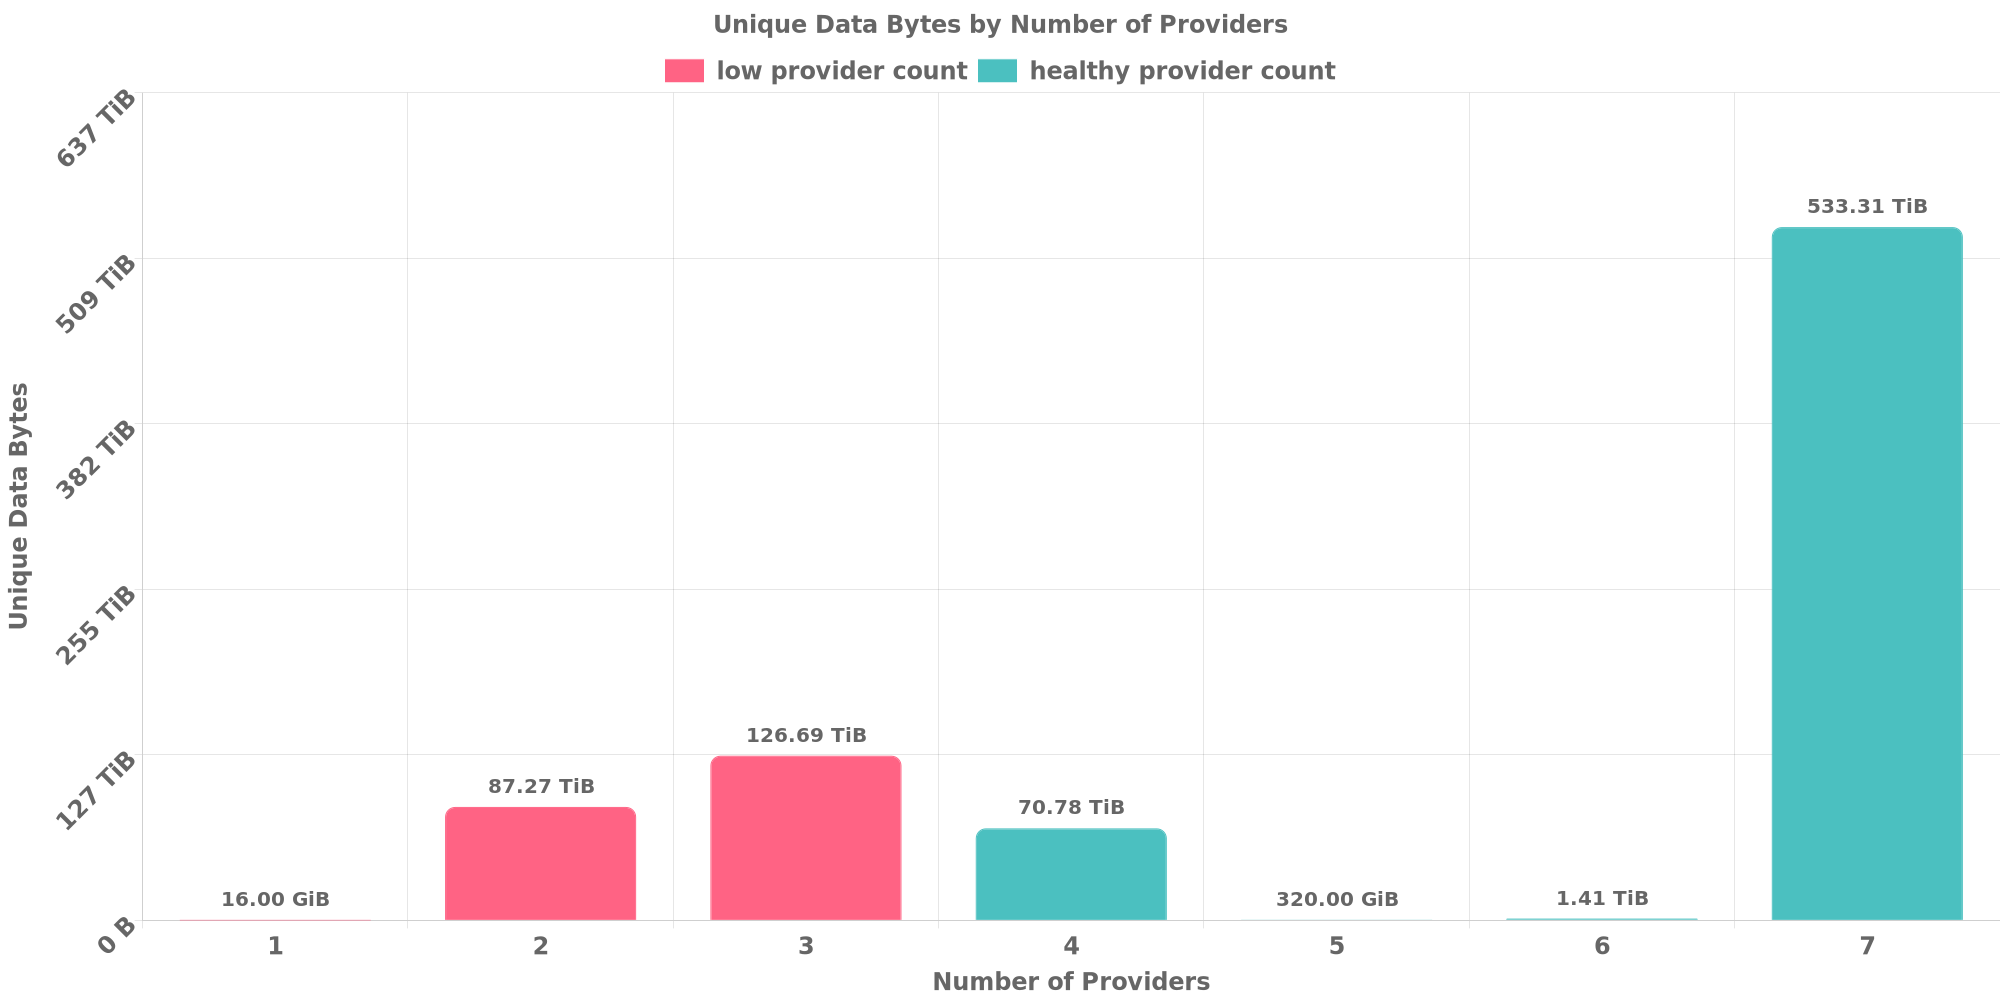 Unique Data Bytes by Number of Providers
low provider count healthy provider count
637 TiB
509 TiB
382 TiB
255 TiB
127 TiB
0 B
Unique Data Bytes
16.00 GiB
87.27 TiB
126.69 TiB
70.78 TiB
320.00 GiB
1.41 TiB
533.31 TiB
1 2 3 4 5 6 7
Number of Providers